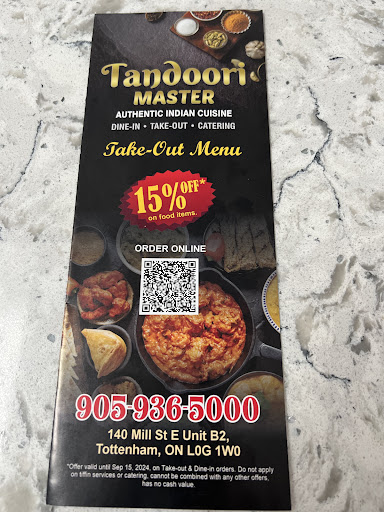 Tandoori
MASTER
AUTHENTIC INDIAN CUISINE
DINE-IN • TAKE-OUT • CATERING
Take-Out Menu
15% OFF*
on food items.
ORDER ONLINE
905-936-5000
140 Mill St E Unit B2,
Tottenham, ON L0G 1W0
*Offer valid until Sep 15, 2024, on Take-out & Dine-in orders. Do not apply
on tiffin services or catering, cannot be combined with any other offers,
has no cash value.